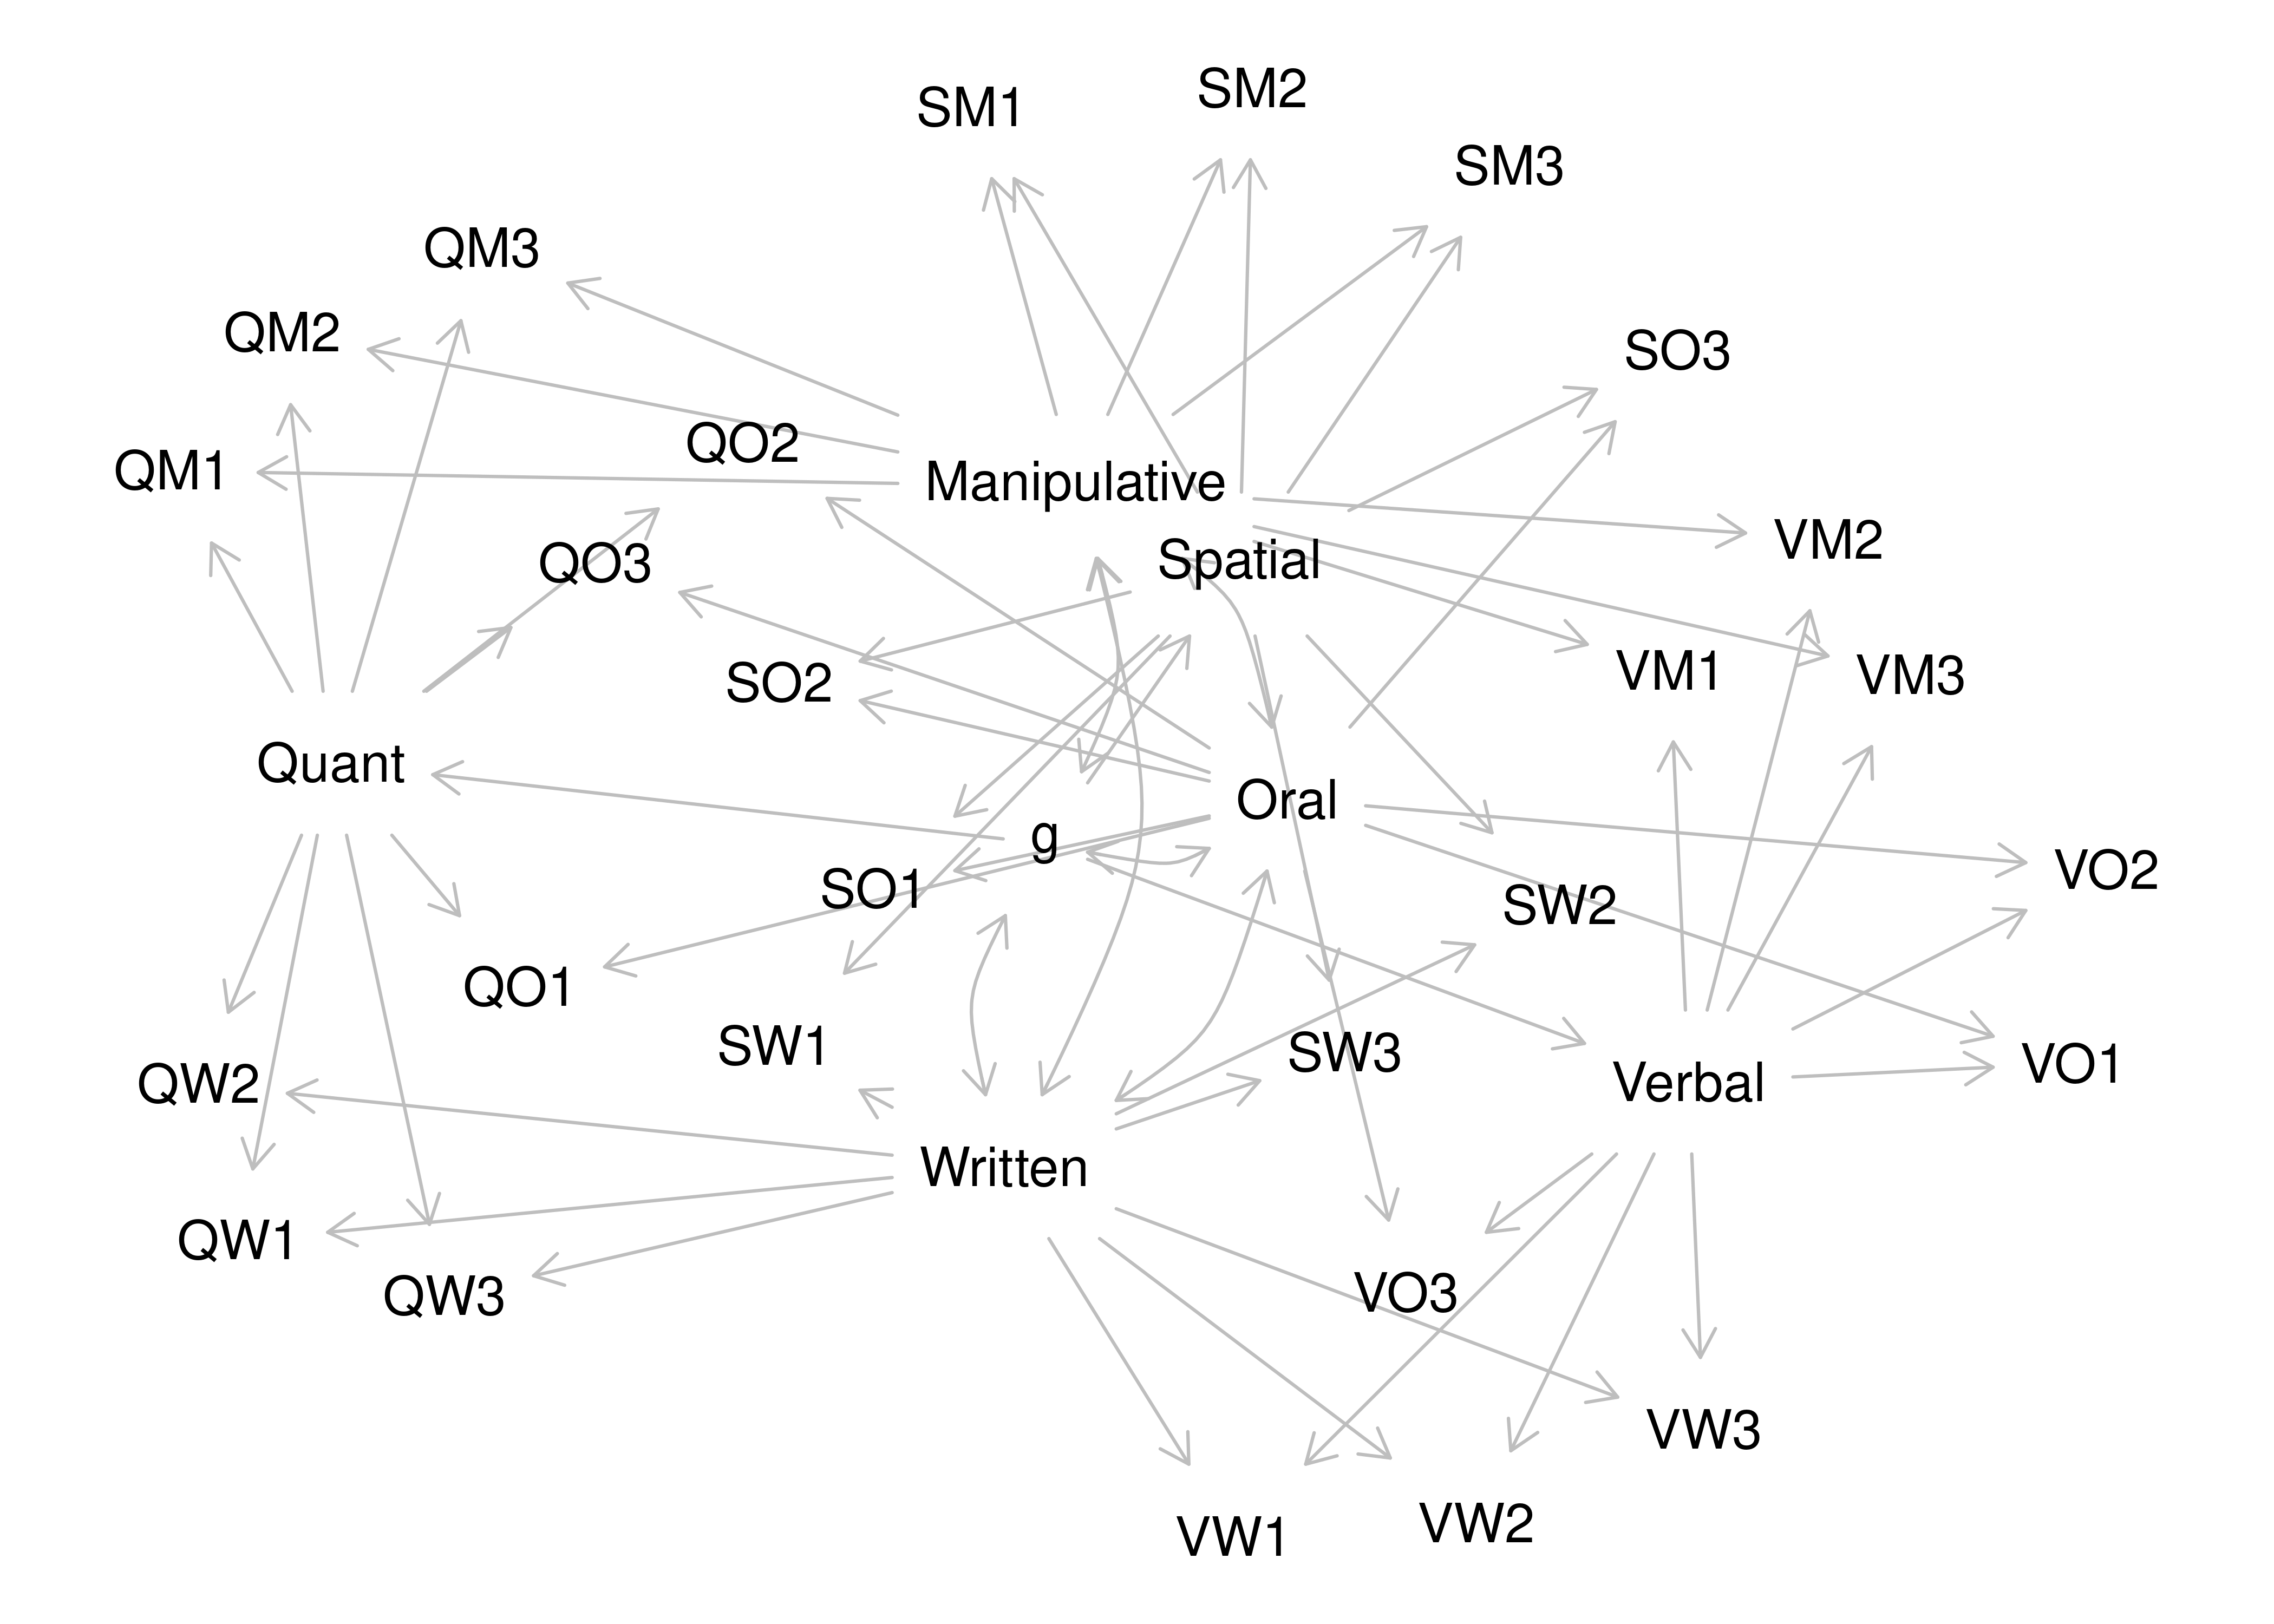 SM2
SM1
SM3
QM3
QM2
SO3
QO2
QM1
Manipulative
VM2
Spatial
QO3
VM1
VM3
SO2
Quant
Oral
g
VO2
SO1
SW2
QO1
SW1
SW3
VO1
QW2
Verbal
Written
QW1
VO3
QW3
VW3
VW2
VW1